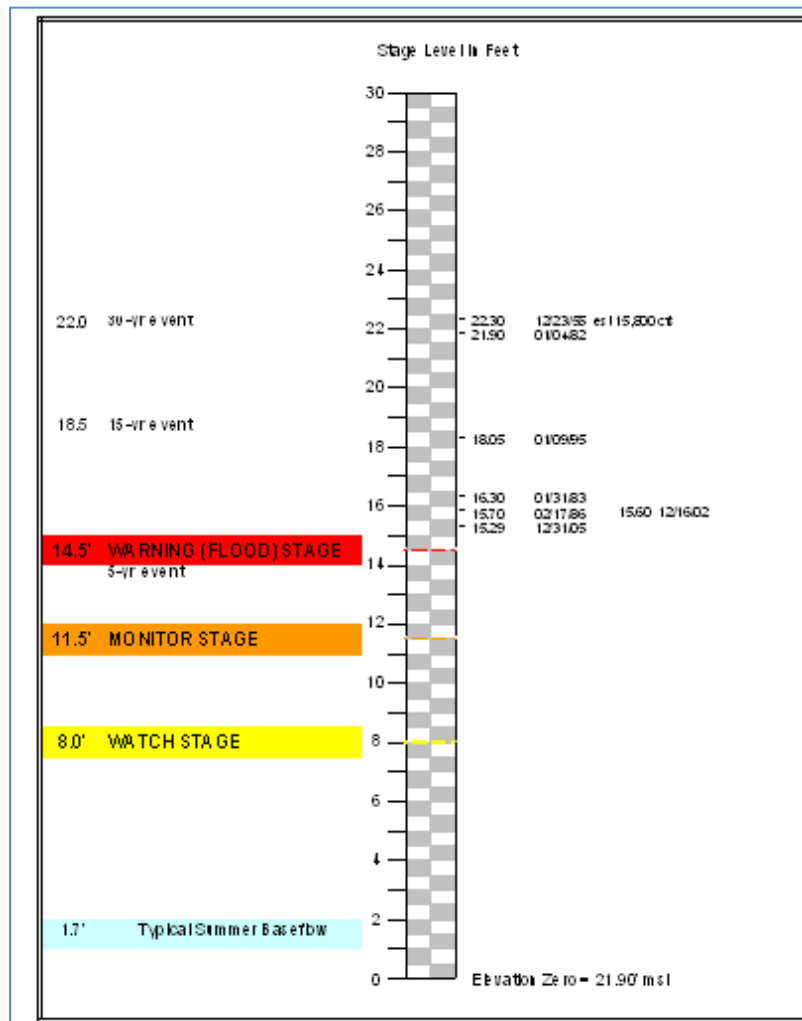 Stage Level in Feet
30
28
26
24
22.0 30-yr event
22
22.30 12/23/55 est 15,800 cfs
21.90 01/04/82
20
18.5 15-yr event
18
18.05 01/09/95
16
16.30 01/31/83
15.70 02/17/86 15.60 12/16/02
15.29 12/31/05
14.5' WARNING (FLOOD) STAGE
14
5-yr event
12
11.5' MONITOR STAGE
10
8.0' WATCH STAGE
8
6
4
2
1.7' Typical Summer Baseflow
0
Elevation Zero = 21.90' msl